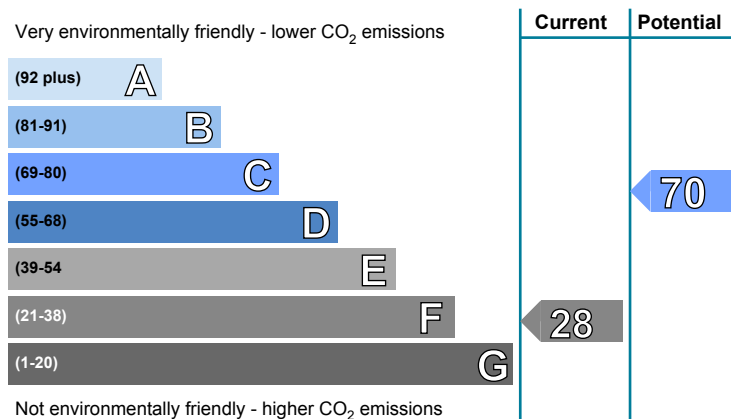 Current Potential
Very environmentally friendly - lower CO₂ emissions
(92 plus) A
(81-91) B
(69-80) C
70
(55-68) D
(39-54 E
(21-38) F 28
(1-20) G
Not environmentally friendly - higher CO₂ emissions